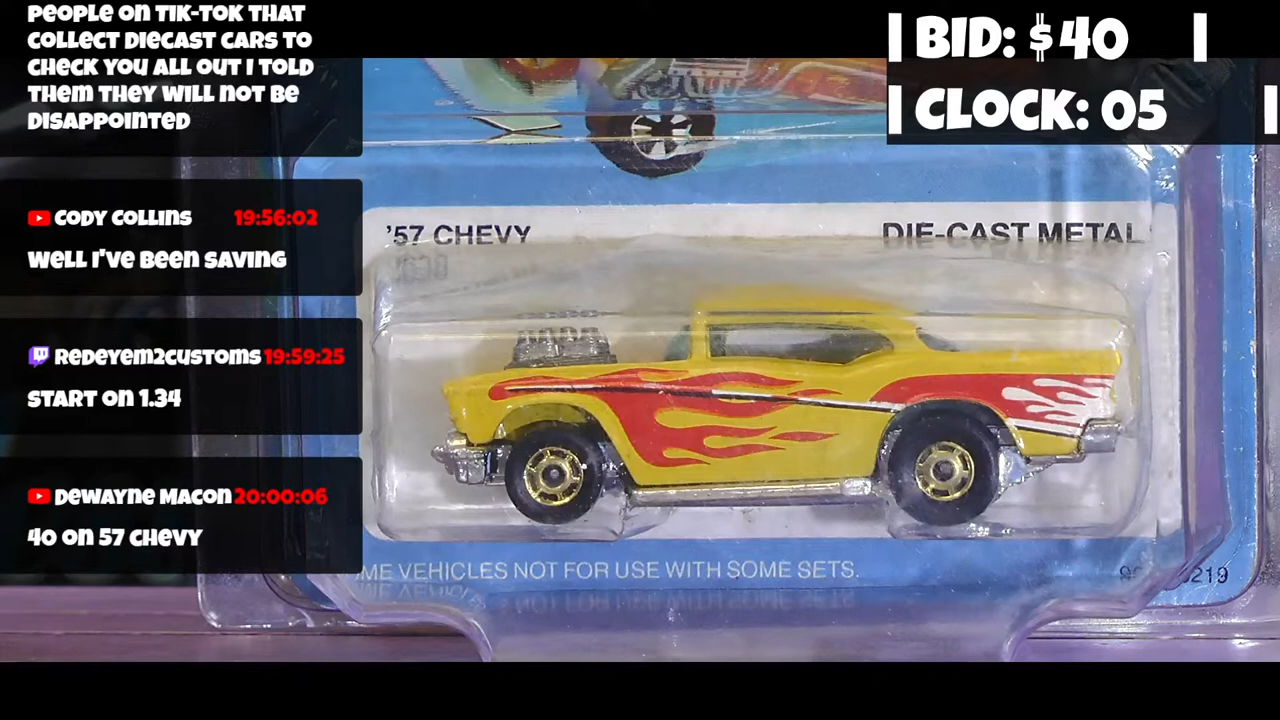 PEOPLE ON TIK-TOK THAT
COLLECT DIECAST CARS TO
CHECK YOU ALL OUT I TOLD
THEM THEY WILL NOT BE
DISAPPOINTED
CODY COLLINS 19:56:02
WELL I'VE BEEN SAVING
REDEYEM2CUSTOMS 19:59:25
START ON 1.34
DEWAYNE MACON 20:00:06
40 ON 57 CHEVY
| BID: $40 |
| CLOCK: 05 |
'57 CHEVY
DIE-CAST METAL
VEHICLES NOT FOR USE WITH SOME SETS.